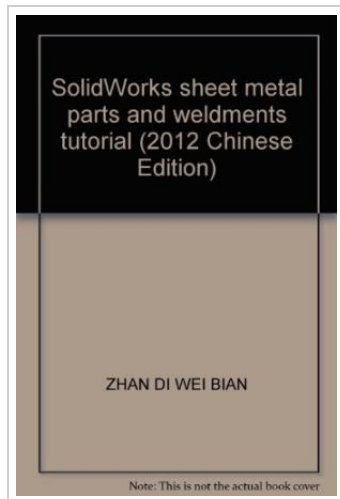 SolidWorks sheet metal
parts and weldments
tutorial (2012 Chinese
Edition)
ZHAN DI WEI BIAN
Note: This is not the actual book cover